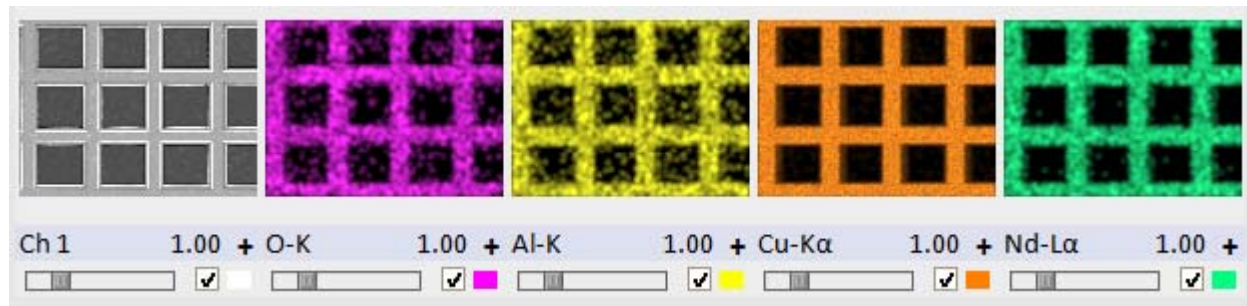 Ch 1 1.00 + O-K 1.00 + Al-K 1.00 + Cu-Kα 1.00 + Nd-Lα 1.00 +